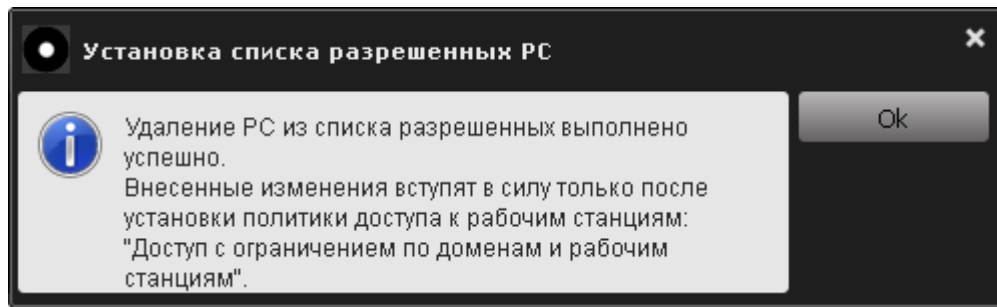 Установка списка разрешенных РС
Удаление РС из списка разрешенных выполнено
успешно.
Внесенные изменения вступят в силу только после
установки политики доступа к рабочим станциям:
"Доступ с ограничением по доменам и рабочим
станциям".
Ok